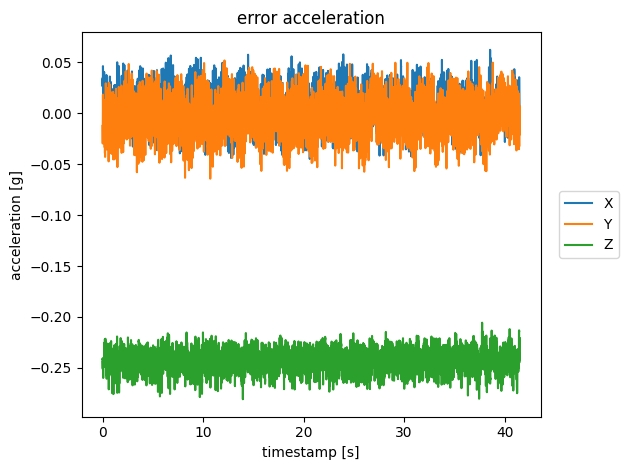 error acceleration
acceleration [g]
0.05
0.00
−0.05
−0.10
−0.15
−0.20
−0.25
0
10
20
30
40
timestamp [s]
X
Y
Z